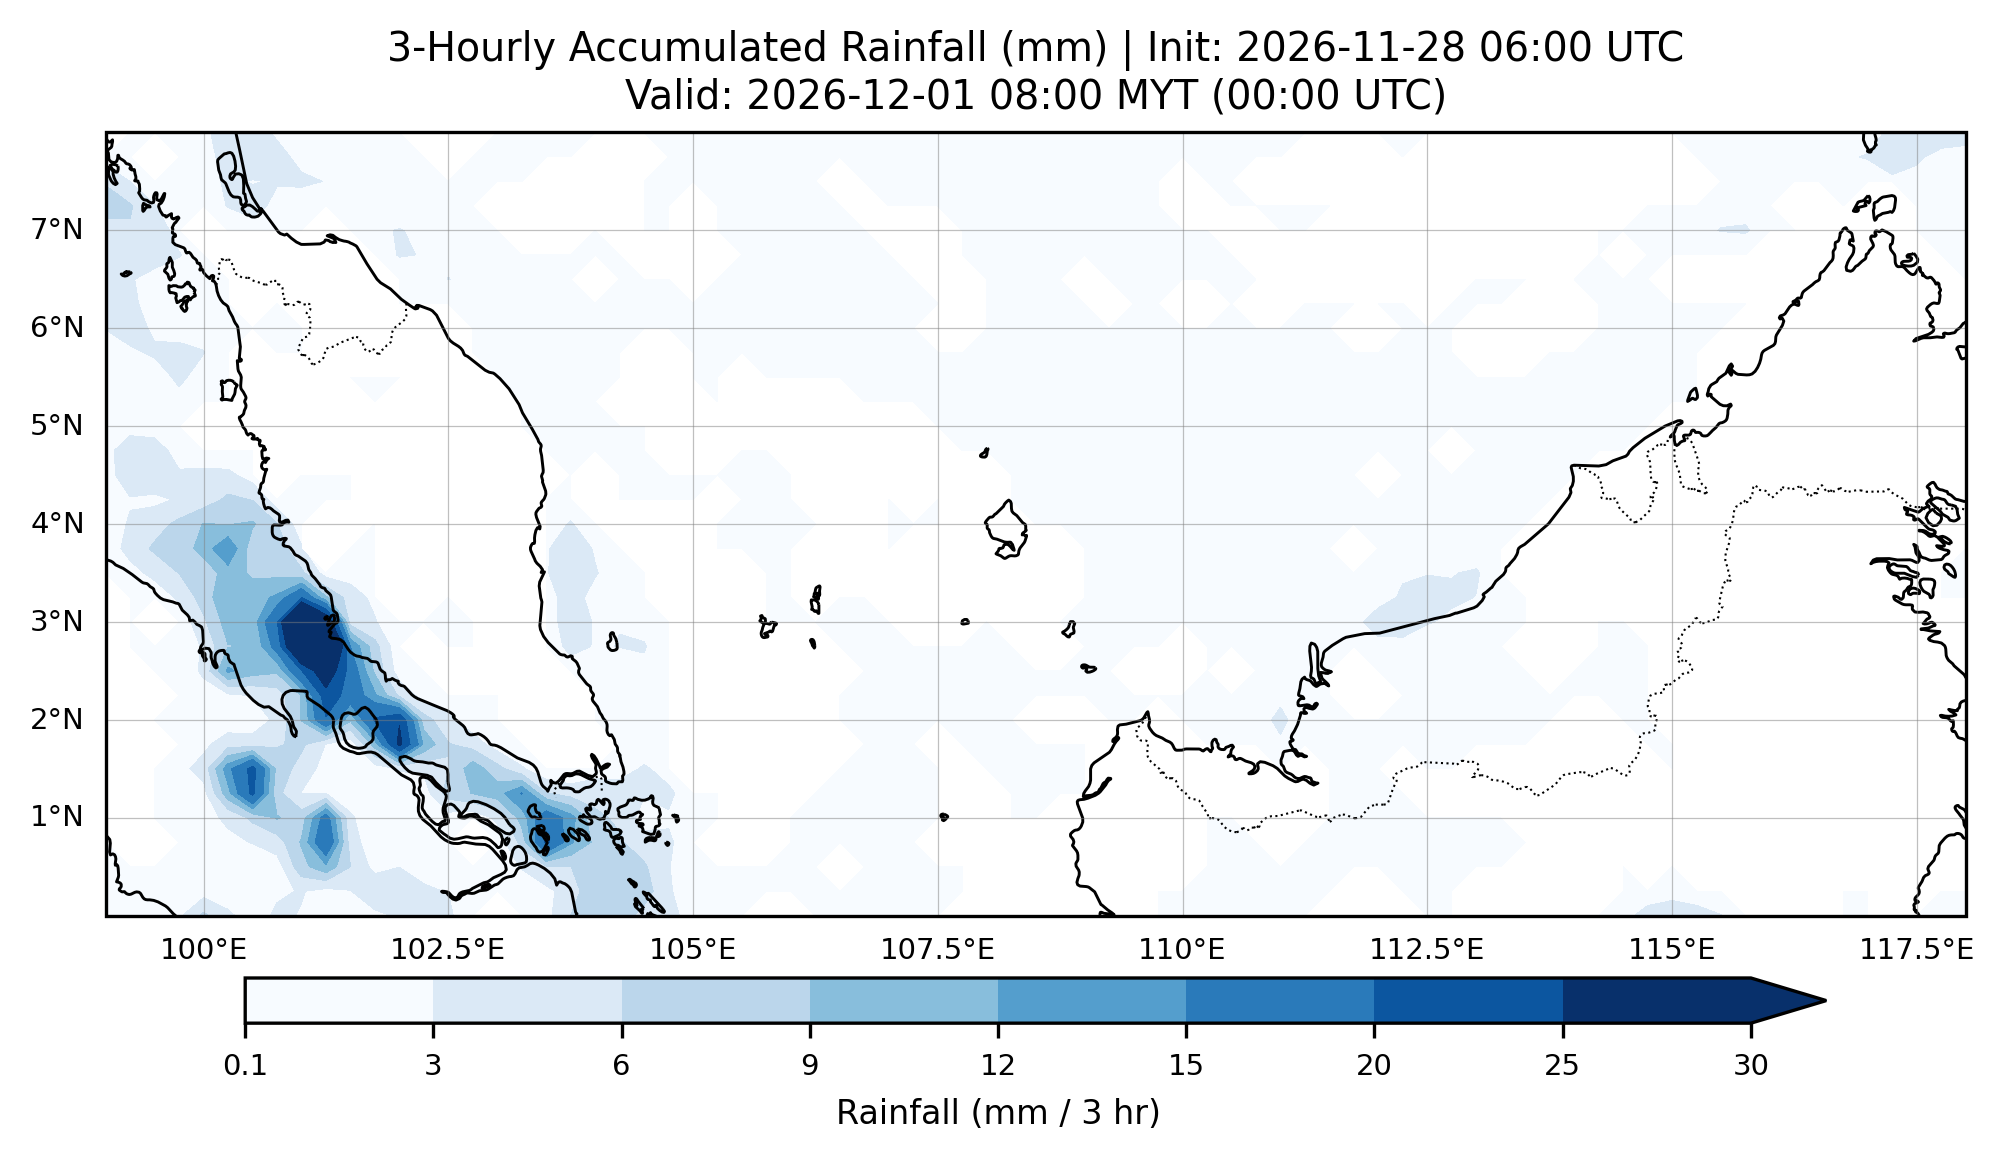 3-Hourly Accumulated Rainfall (mm) | Init: 2026-11-28 06:00 UTC
Valid: 2026-12-01 08:00 MYT (00:00 UTC)
7°N
6°N
5°N
4°N
3°N
2°N
1°N
100°E 102.5°E 105°E 107.5°E 110°E 112.5°E 115°E 117.5°E
0.1 3 6 9 12 15 20 25 30
Rainfall (mm / 3 hr)